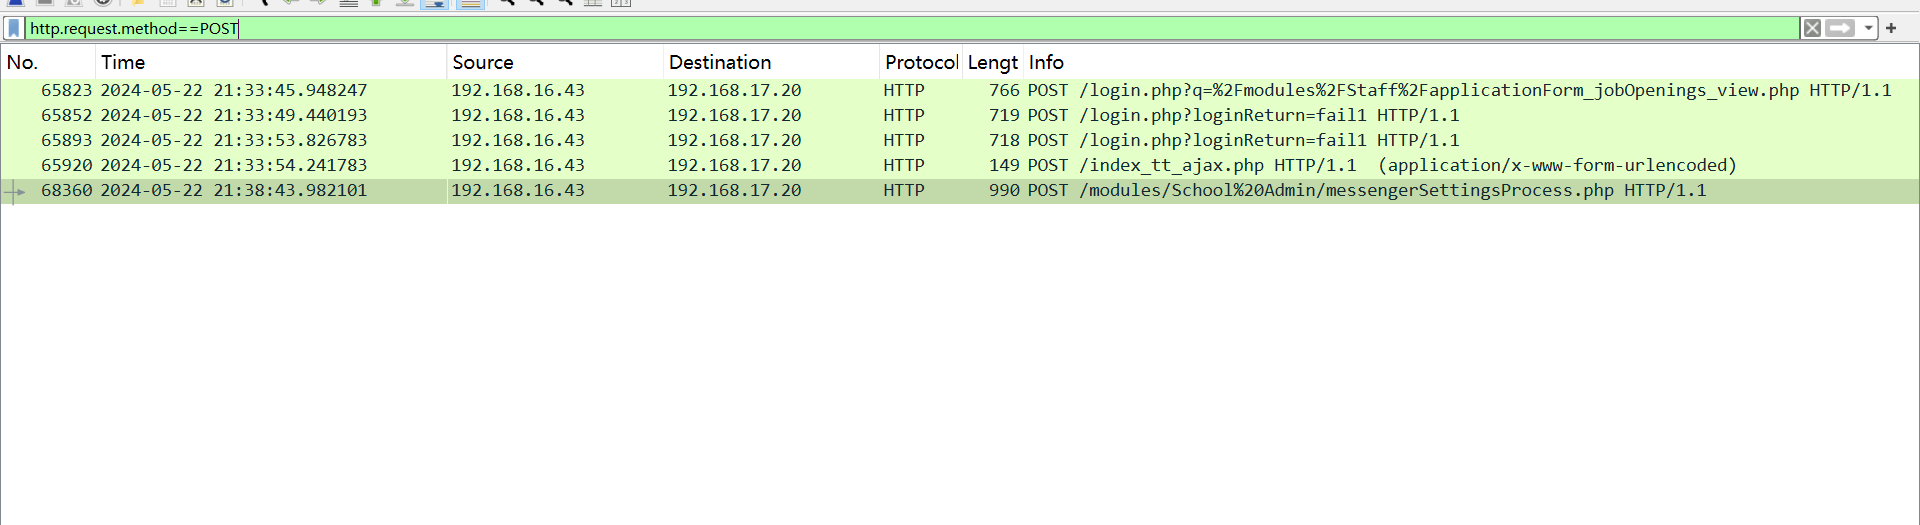 http.request.method==POST
No. Time Source Destination Protocol Lengt Info
65823 2024-05-22 21:33:45.948247 192.168.16.43 192.168.17.20 HTTP 766 POST /login.php?q=%2Fmodules%2FStaff%2FapplicationForm_jobOpenings_view.php HTTP/1.1
65852 2024-05-22 21:33:49.440193 192.168.16.43 192.168.17.20 HTTP 719 POST /login.php?loginReturn=fail1 HTTP/1.1
65893 2024-05-22 21:33:53.826783 192.168.16.43 192.168.17.20 HTTP 718 POST /login.php?loginReturn=fail1 HTTP/1.1
65920 2024-05-22 21:33:54.241783 192.168.16.43 192.168.17.20 HTTP 149 POST /index_tt_ajax.php HTTP/1.1  (application/x-www-form-urlencoded)
68360 2024-05-22 21:38:43.982101 192.168.16.43 192.168.17.20 HTTP 990 POST /modules/School%20Admin/messengerSettingsProcess.php HTTP/1.1